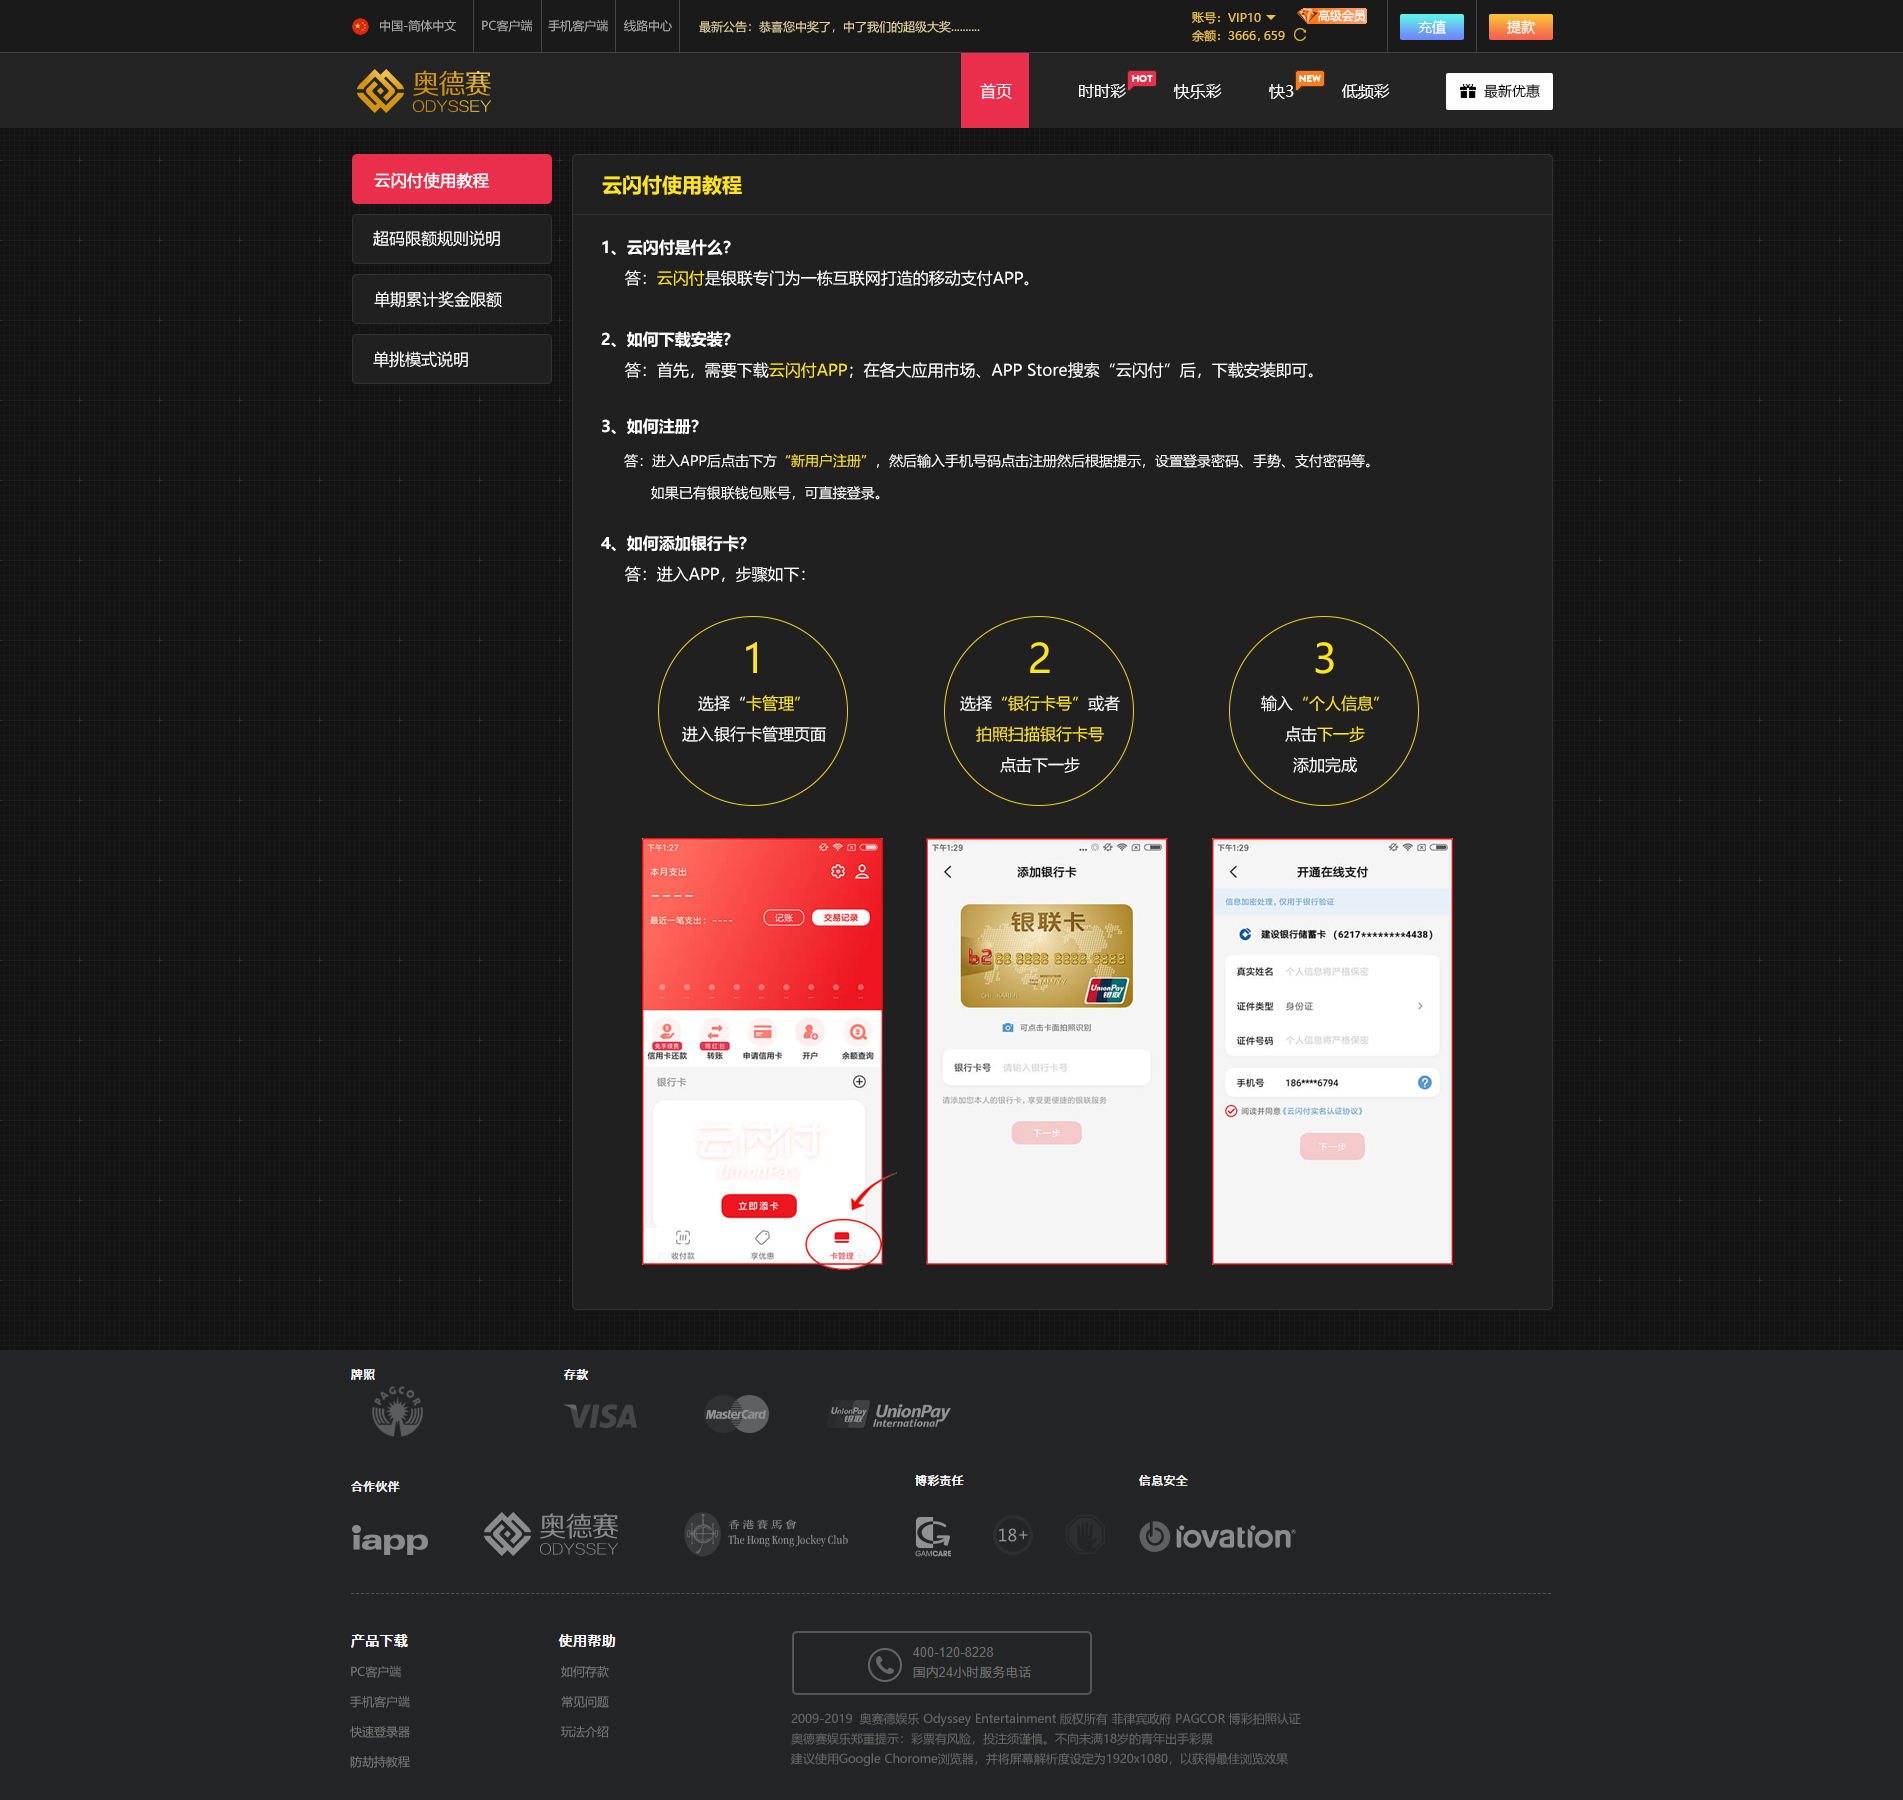 中国-简体中文
PC客户端
手机客户端
线路中心
最新公告：恭喜您中奖了，中了我们的超级大奖..........
账号：VIP10
高级会员
余额：3666,659
充值
提款
奥德赛
ODYSSEY
首页
时时彩
HOT
快乐彩
快3
NEW
低频彩
最新优惠
云闪付使用教程
超码限额规则说明
单期累计奖金限额
单挑模式说明
云闪付使用教程
1、云闪付是什么？
答：云闪付是银联专门为一栋互联网打造的移动支付APP。
2、如何下载安装？
答：首先，需要下载云闪付APP；在各大应用市场、APP Store搜索“云闪付”后，下载安装即可。
3、如何注册？
答：进入APP后点击下方“新用户注册”，然后输入手机号码点击注册然后根据提示，设置登录密码、手势、支付密码等。
如果已有银联钱包账号，可直接登录。
4、如何添加银行卡？
答：进入APP，步骤如下：
1
选择“卡管理”
进入银行卡管理页面
2
选择“银行卡号”或者
拍照扫描银行卡号
点击下一步
3
输入“个人信息”
点击下一步
添加完成
下午1:27
本月支出
– – – –
最近一笔支出：----
记账
交易记录
免手续费
信用卡还款
领红包
转账
申请信用卡
开户
余额查询
银行卡
云闪付
UnionPay
立即添卡
收付款
享优惠
卡管理
下午1:29
添加银行卡
银联卡
UnionPay
银联
可点击卡面拍照识别
银行卡号 请输入银行卡号
请添加您本人的银行卡，享受更便捷的银联服务
下一步
下午1:29
开通在线支付
信息加密处理，仅用于银行验证
建设银行储蓄卡（6217********4438）
真实姓名 个人信息将严格保密
证件类型 身份证
证件号码 个人信息将严格保密
手机号 186****6794
阅读并同意《云闪付实名认证协议》
下一步
牌照
PAGCOR
存款
VISA
MasterCard
UnionPay
银联
UnionPay
International
合作伙伴
iapp
奥德赛
ODYSSEY
香港賽馬會
The Hong Kong Jockey Club
博彩责任
GAMCARE
18+
信息安全
iovation
产品下载
PC客户端
手机客户端
快速登录器
防劫持教程
使用帮助
如何存款
常见问题
玩法介绍
400-120-8228
国内24小时服务电话
2009-2019 奥赛德娱乐 Odyssey Entertainment 版权所有 菲律宾政府 PAGCOR 博彩拍照认证
奥德赛娱乐郑重提示：彩票有风险，投注须谨慎。不向未满18岁的青年出手彩票
建议使用Google Chorome浏览器，并将屏幕解析度设定为1920x1080，以获得最佳浏览效果